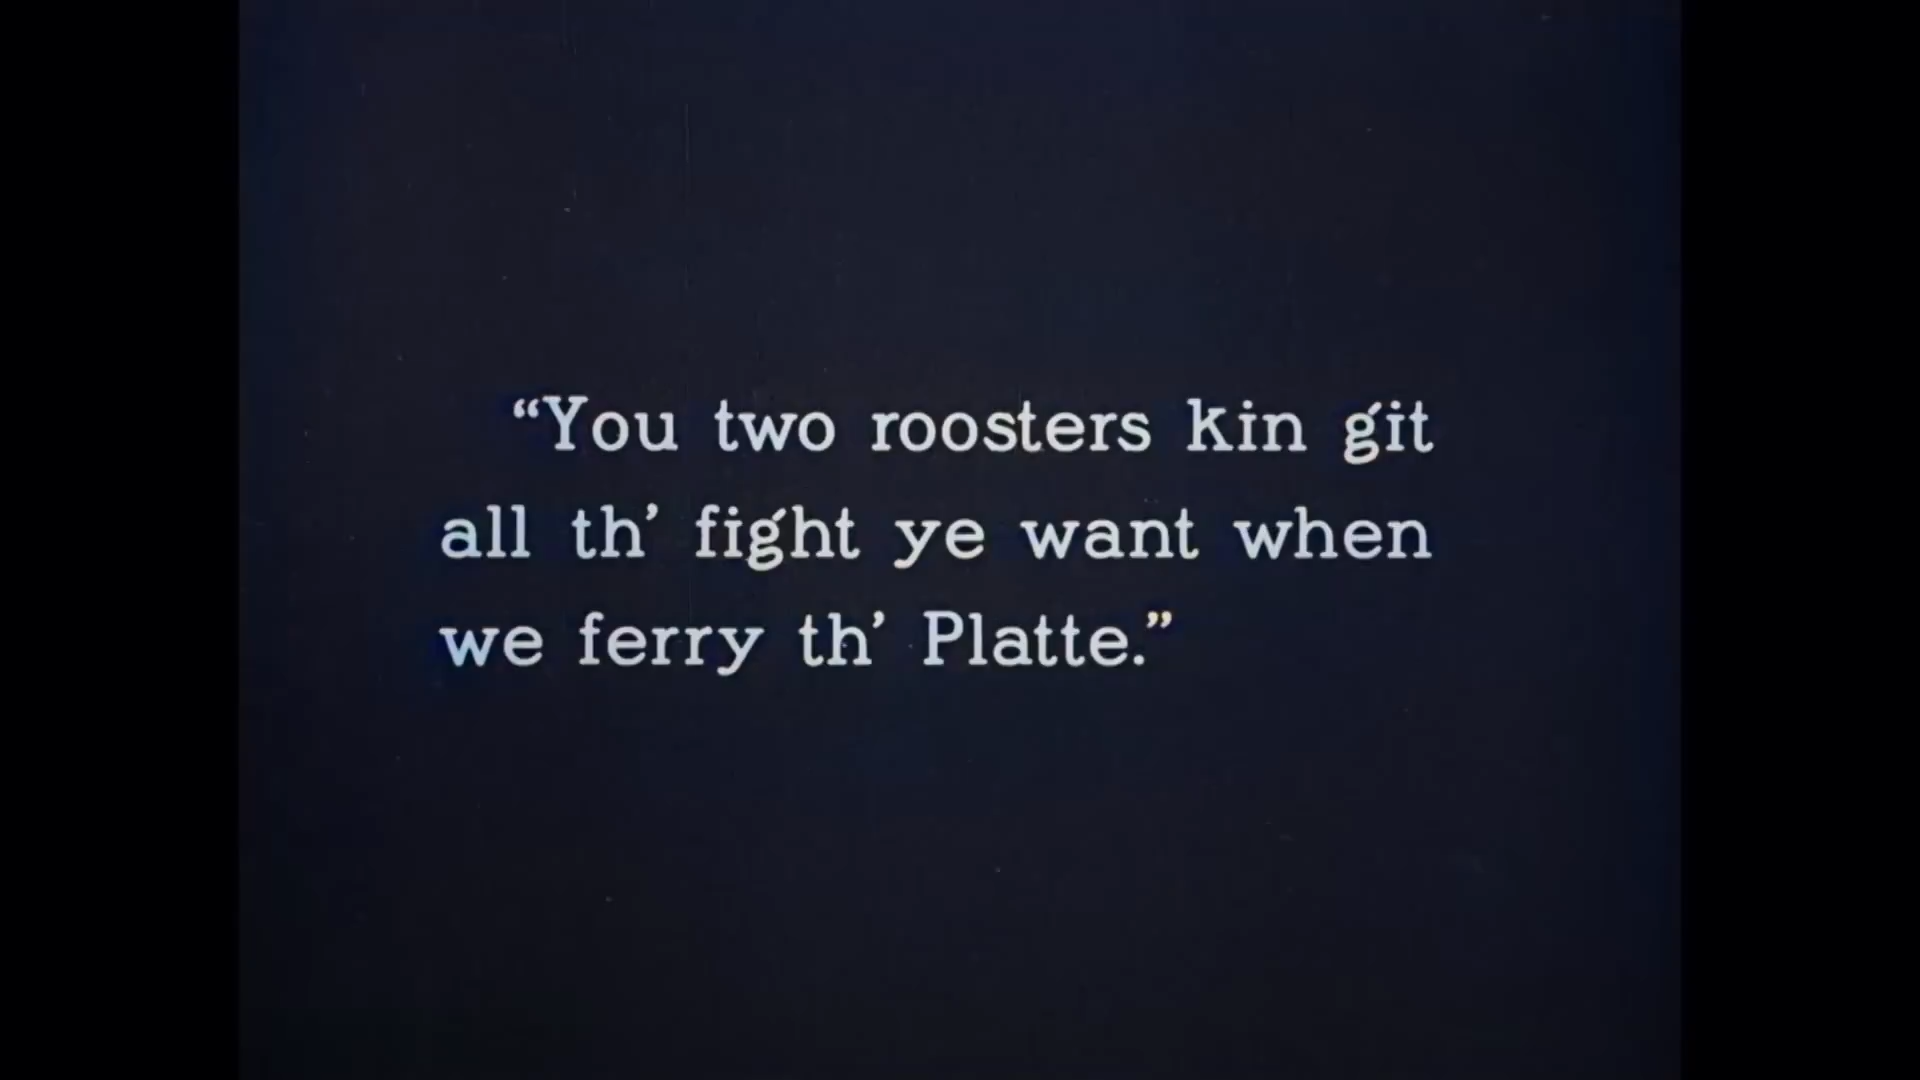 “You two roosters kin git
all th’ fight ye want when
we ferry th’ Platte.”